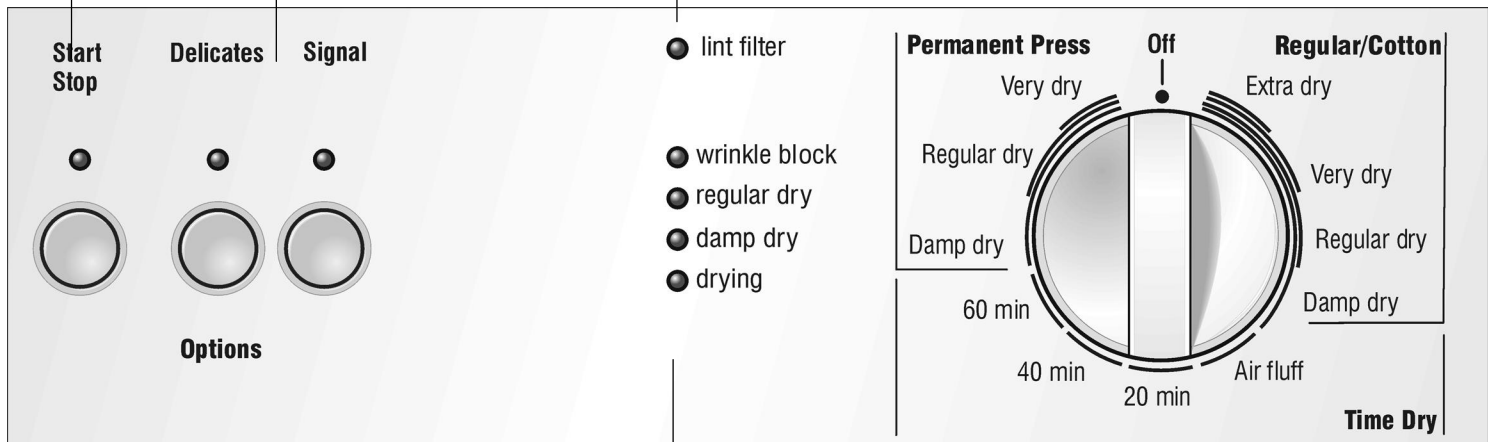 Start
Stop
Delicates
Signal
Options
lint filter
wrinkle block
regular dry
damp dry
drying
Permanent Press
Off
Regular/Cotton
Very dry
Extra dry
Regular dry
Very dry
Damp dry
Regular dry
60 min
Damp dry
40 min
20 min
Air fluff
Time Dry